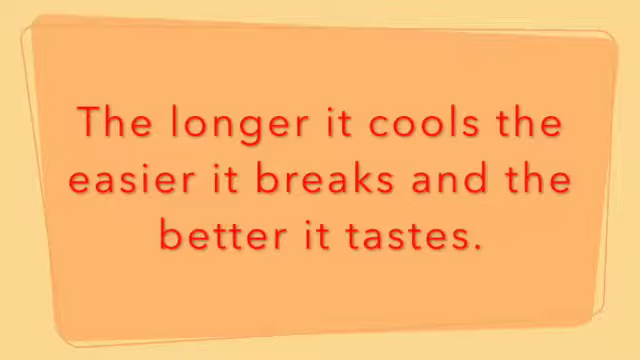 The longer it cools the
easier it breaks and the
better it tastes.